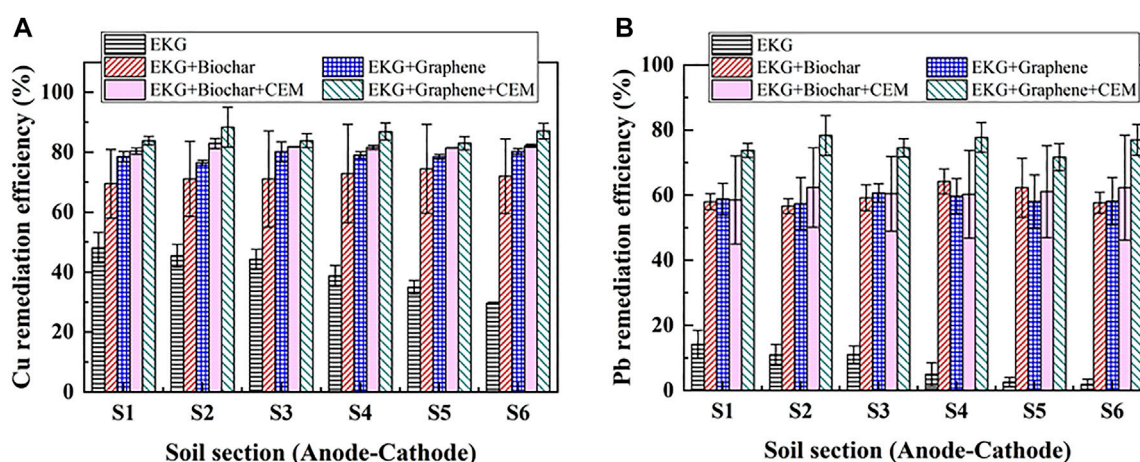 A
EKG
EKG+Biochar
EKG+Graphene
EKG+Biochar+CEM
EKG+Graphene+CEM
Cu remediation efficiency (%)
100
80
60
40
20
0
S1 S2 S3 S4 S5 S6
Soil section (Anode-Cathode)
B
EKG
EKG+Biochar
EKG+Graphene
EKG+Biochar+CEM
EKG+Graphene+CEM
Pb remediation efficiency (%)
100
80
60
40
20
0
S1 S2 S3 S4 S5 S6
Soil section (Anode-Cathode)